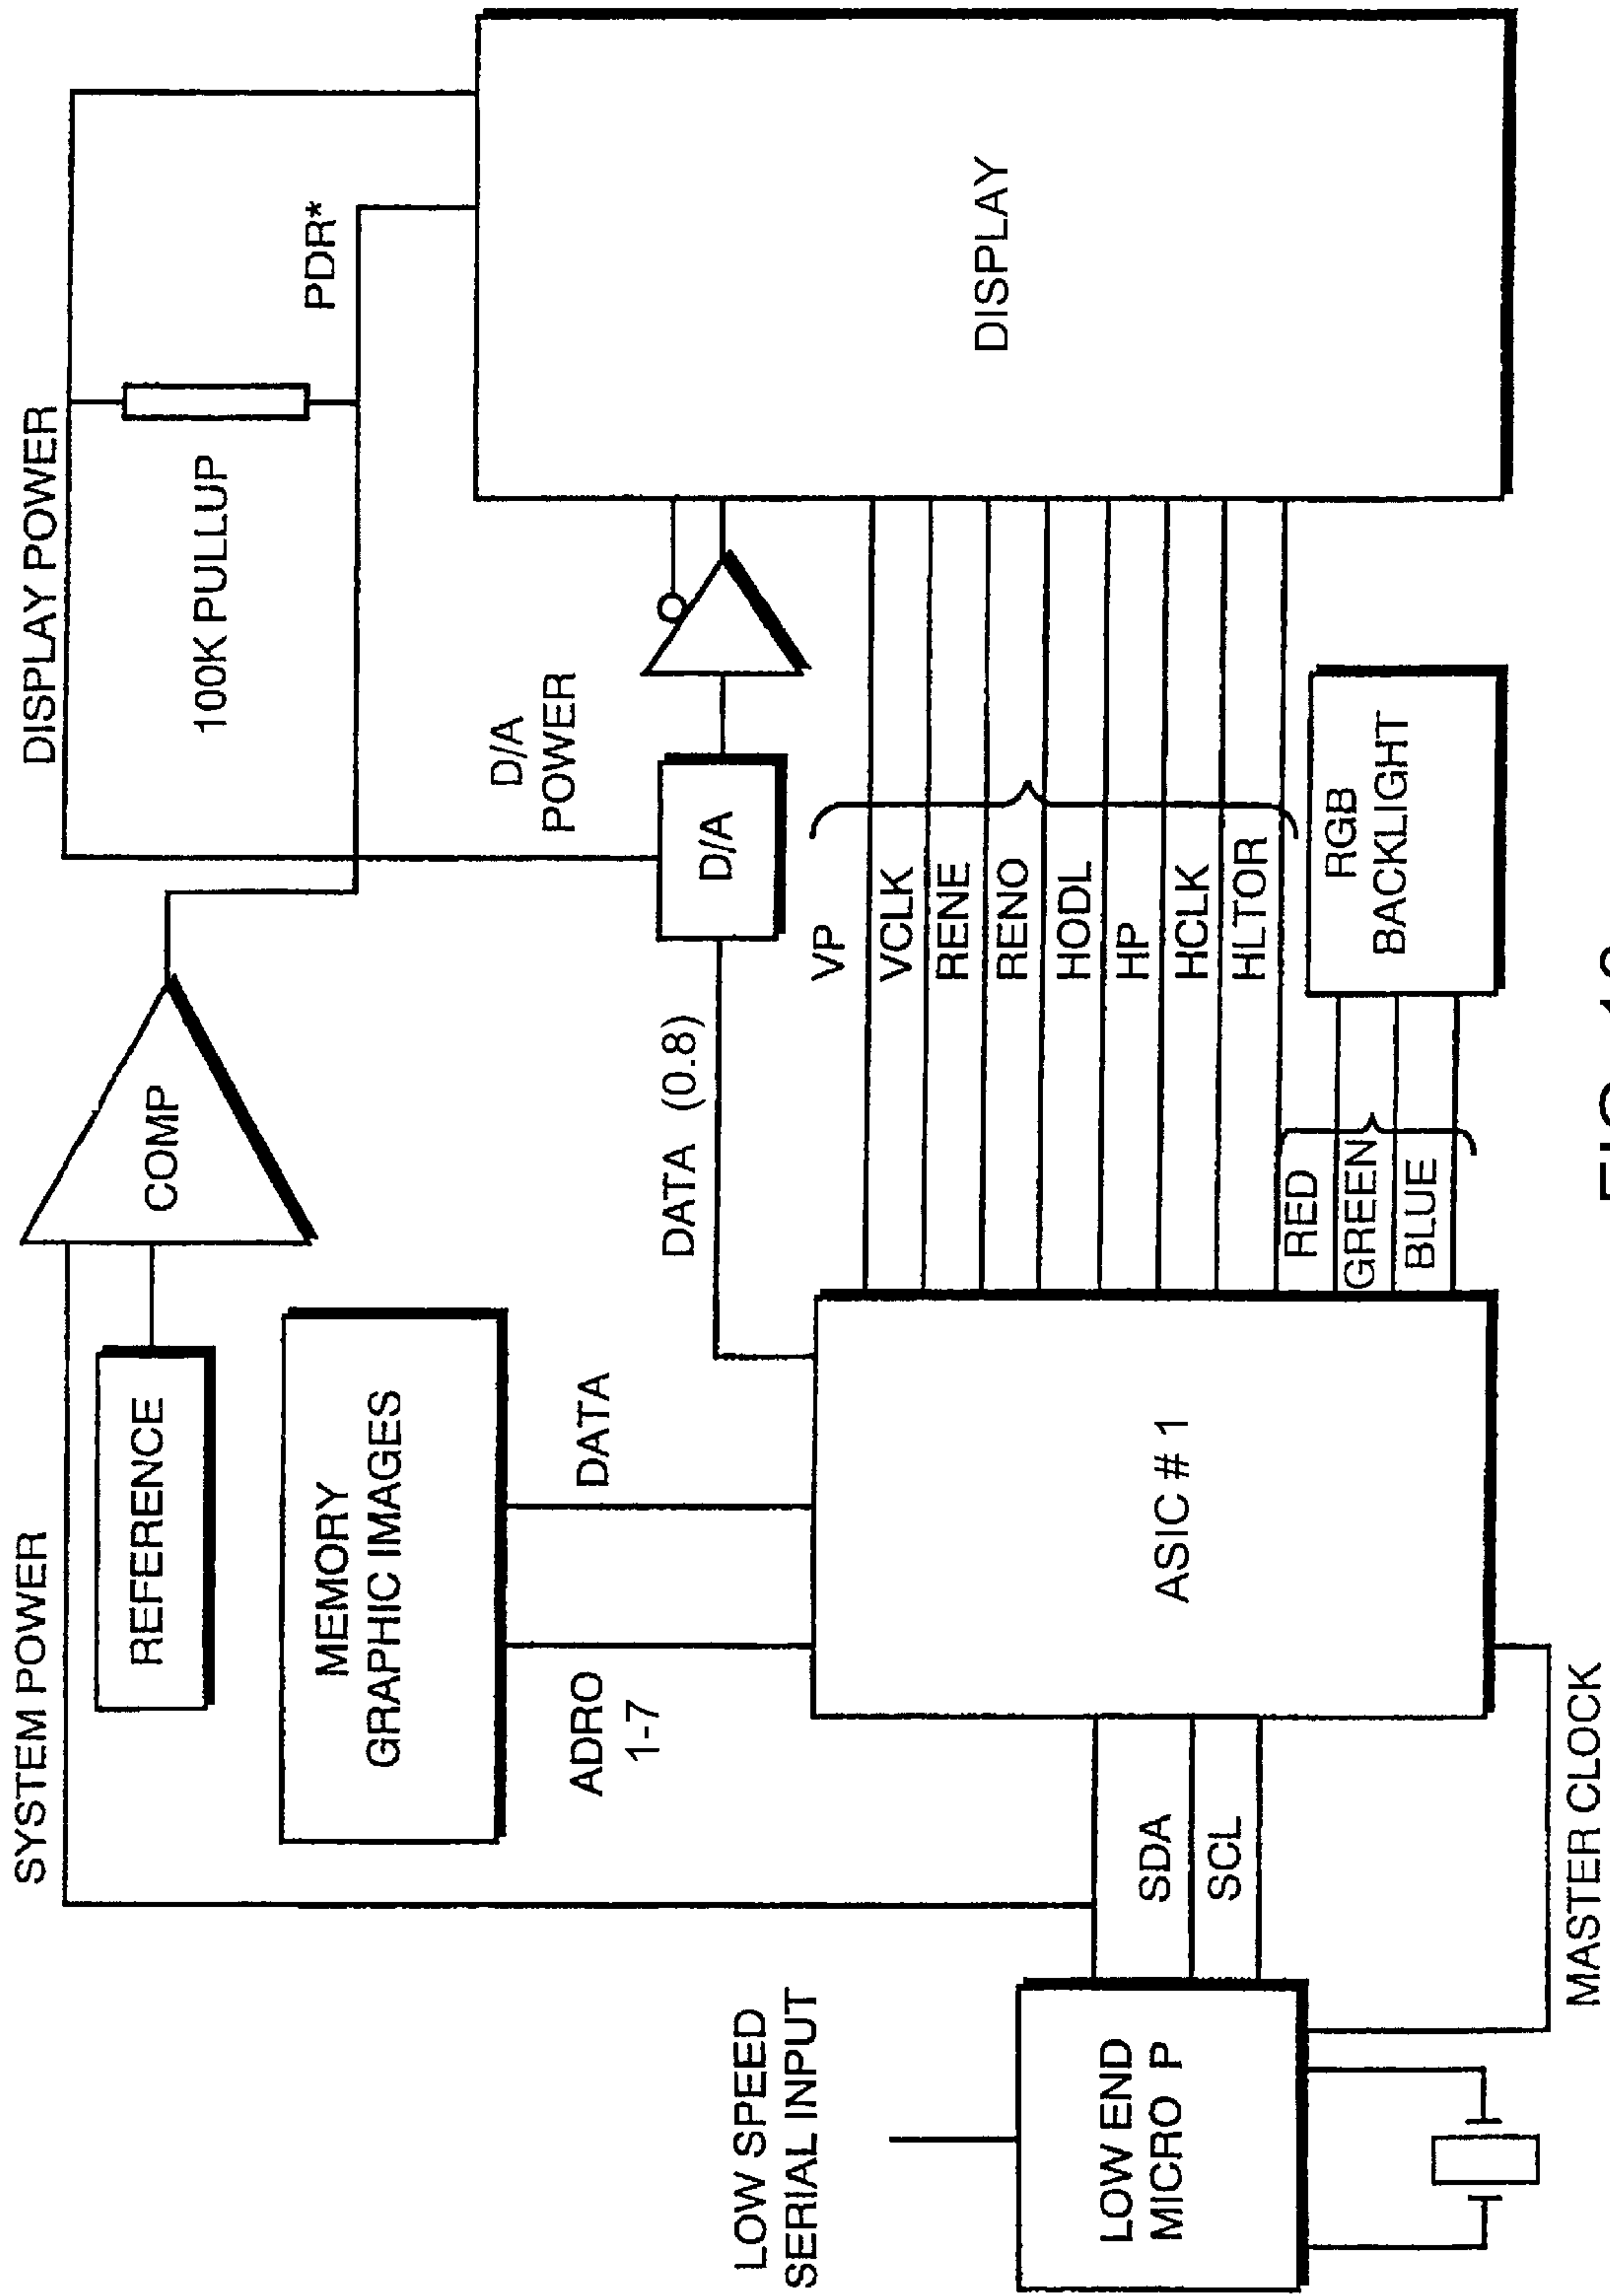 SYSTEM POWER
DISPLAY POWER
REFERENCE
COMP
100K PULLUP
PDR*
MEMORY
GRAPHIC IMAGES
D/A
POWER
ADRO
1-7
DATA
DATA (0.8)
D/A
LOW SPEED
SERIAL INPUT
VP
VCLK
RENE
RENO
HODL
HP
HCLK
HLTOR
DISPLAY
LOW END
MICRO P
SDA
SCL
ASIC # 1
RED
GREEN
BLUE
RGB
BACKLIGHT
MASTER CLOCK